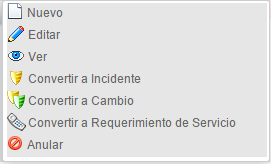 Nuevo
Editar
Ver
Convertir a Incidente
Convertir a Cambio
Convertir a Requerimiento de Servicio
Anular